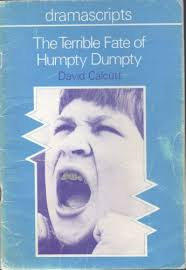 dramascripts
The Terrible Fate of
Humpty Dumpty
David Calcutt